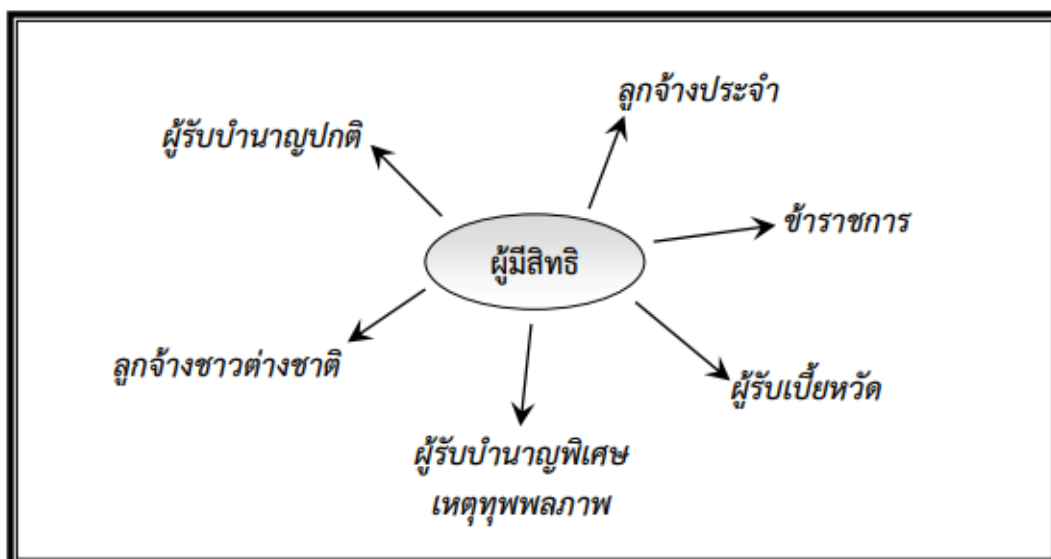 ลูกจ้างประจำ
ผู้รับบำนาญปกติ
ข้าราชการ
ผู้มีสิทธิ
ลูกจ้างชาวต่างชาติ
ผู้รับเบี้ยหวัด
ผู้รับบำนาญพิเศษ
เหตุทุพพลภาพ